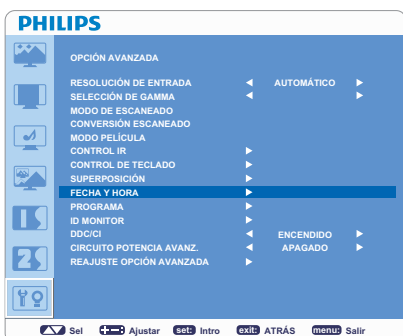 PHILIPS
OPCIÓN AVANZADA
RESOLUCIÓN DE ENTRADA AUTOMÁTICO
SELECCIÓN DE GAMMA
MODO DE ESCANEADO
CONVERSIÓN ESCANEADO
MODO PELÍCULA
CONTROL IR
CONTROL DE TECLADO
SUPERPOSICIÓN
FECHA Y HORA
PROGRAMA
ID MONITOR
DDC/CI ENCENDIDO
CIRCUITO POTENCIA AVANZ. APAGADO
REAJUSTE OPCIÓN AVANZADA
1
2
Sel Ajustar set: Intro exit: ATRÁS menu: Salir